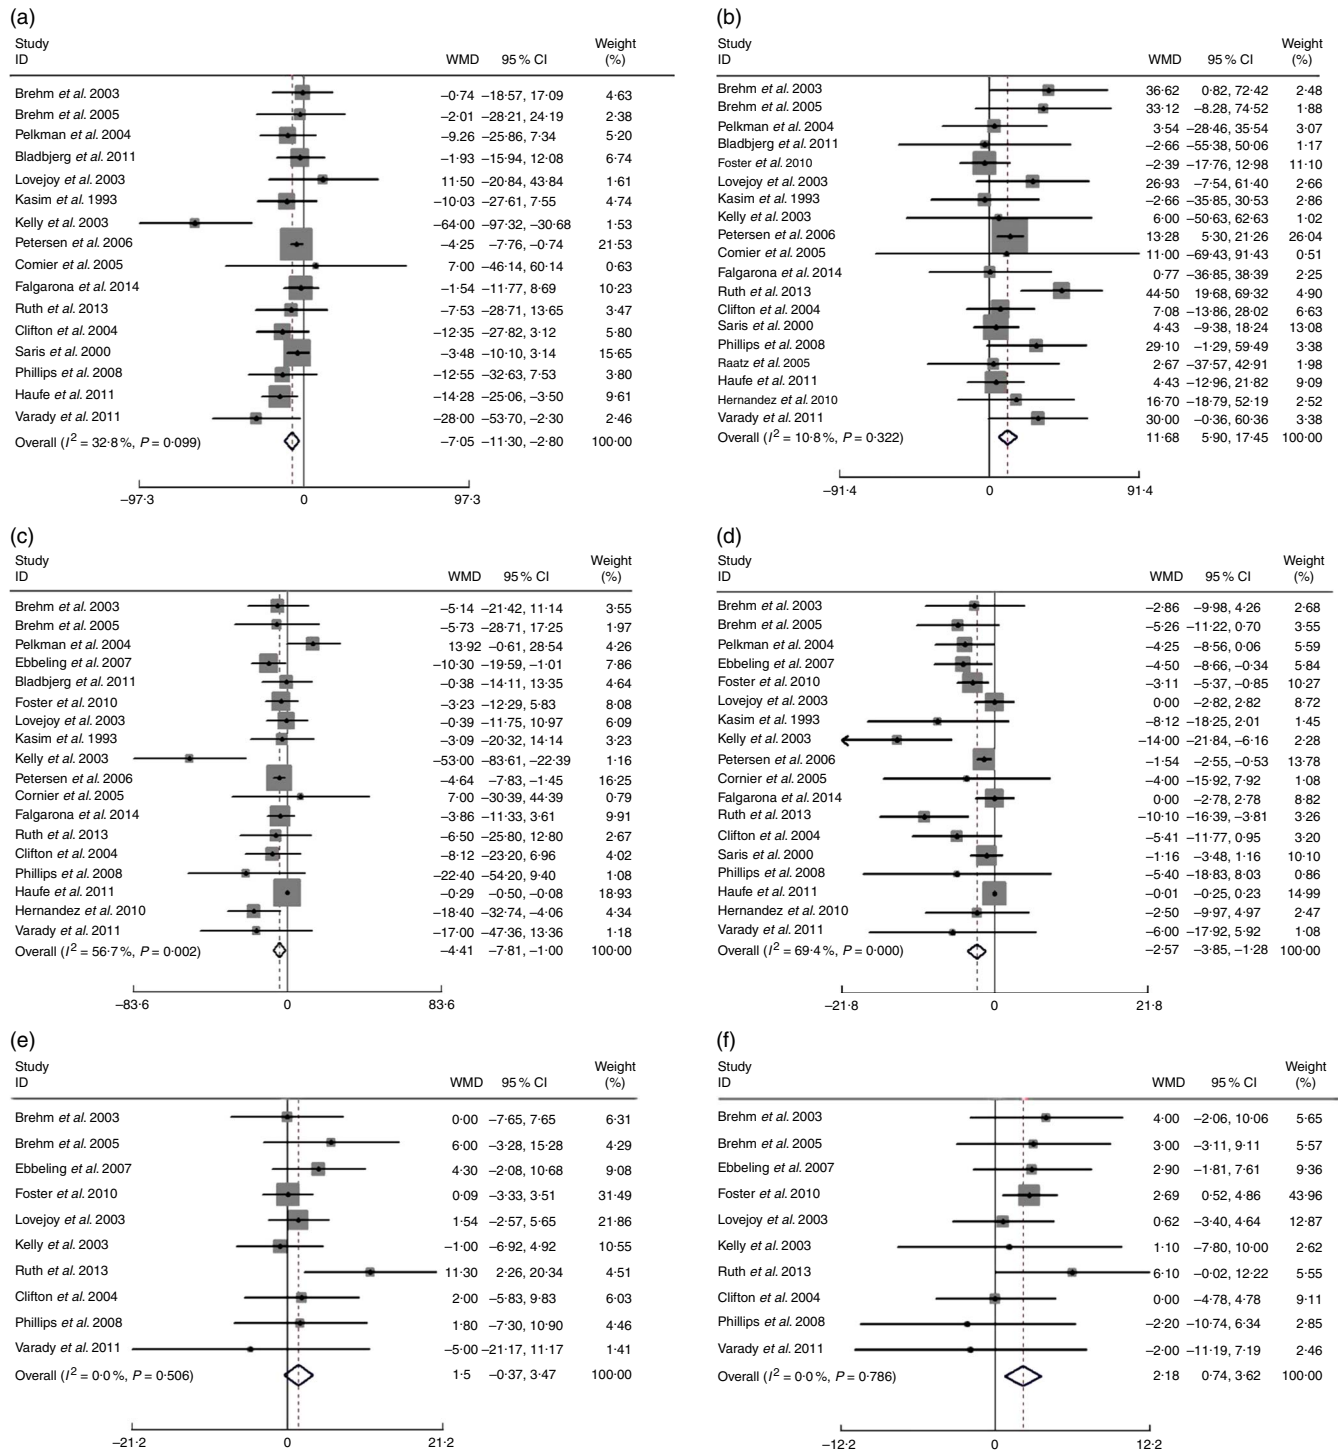 (a)
Study ID WMD 95 % CI Weight (%)
Brehm et al. 2003 −0·74 −18·57, 17·09 4·63
Brehm et al. 2005 −2·01 −28·21, 24·19 2·38
Pelkman et al. 2004 −9·26 −25·86, 7·34 5·20
Bladbjerg et al. 2011 −1·93 −15·94, 12·08 6·74
Lovejoy et al. 2003 11·50 −20·84, 43·84 1·61
Kasim et al. 1993 −10·03 −27·61, 7·55 4·74
Kelly et al. 2003 −64·00 −97·32, −30·68 1·53
Petersen et al. 2006 −4·25 −7·76, −0·74 21·53
Comier et al. 2005 7·00 −46·14, 60·14 0·63
Falgarona et al. 2014 −1·54 −11·77, 8·69 10·23
Ruth et al. 2013 −7·53 −28·71, 13·65 3·47
Clifton et al. 2004 −12·35 −27·82, 3·12 5·80
Saris et al. 2000 −3·48 −10·10, 3·14 15·65
Phillips et al. 2008 −12·55 −32·63, 7·53 3·80
Haufe et al. 2011 −14·28 −25·06, −3·50 9·61
Varady et al. 2011 −28·00 −53·70, −2·30 2·46
Overall (I² = 32·8 %, P = 0·099) −7·05 −11·30, −2·80 100·00
−97·3 0 97·3
(b)
Study ID WMD 95 % CI Weight (%)
Brehm et al. 2003 36·62 0·82, 72·42 2·48
Brehm et al. 2005 33·12 −8·28, 74·52 1·88
Pelkman et al. 2004 3·54 −28·46, 35·54 3·07
Bladbjerg et al. 2011 −2·66 −55·38, 50·06 1·17
Foster et al. 2010 −2·39 −17·76, 12·98 11·10
Lovejoy et al. 2003 26·93 −7·54, 61·40 2·66
Kasim et al. 1993 −2·66 −35·85, 30·53 2·86
Kelly et al. 2003 6·00 −50·63, 62·63 1·02
Petersen et al. 2006 13·28 5·30, 21·26 26·04
Comier et al. 2005 11·00 −69·43, 91·43 0·51
Falgarona et al. 2014 0·77 −36·85, 38·39 2·25
Ruth et al. 2013 44·50 19·68, 69·32 4·90
Clifton et al. 2004 7·08 −13·86, 28·02 6·63
Saris et al. 2000 4·43 −9·38, 18·24 13·08
Phillips et al. 2008 29·10 −1·29, 59·49 3·38
Raatz et al. 2005 2·67 −37·57, 42·91 1·98
Haufe et al. 2011 4·43 −12·96, 21·82 9·09
Hernandez et al. 2010 16·70 −18·79, 52·19 2·52
Varady et al. 2011 30·00 −0·36, 60·36 3·38
Overall (I² = 10·8 %, P = 0·322) 11·68 5·90, 17·45 100·00
−91·4 0 91·4
(c)
Study ID WMD 95 % CI Weight (%)
Brehm et al. 2003 −5·14 −21·42, 11·14 3·55
Brehm et al. 2005 −5·73 −28·71, 17·25 1·97
Pelkman et al. 2004 13·92 −0·61, 28·54 4·26
Ebbeling et al. 2007 −10·30 −19·59, −1·01 7·86
Bladbjerg et al. 2011 −0·38 −14·11, 13·35 4·64
Foster et al. 2010 −3·23 −12·29, 5·83 8·08
Lovejoy et al. 2003 −0·39 −11·75, 10·97 6·09
Kasim et al. 1993 −3·09 −20·32, 14·14 3·23
Kelly et al. 2003 −53·00 −83·61, −22·39 1·16
Petersen et al. 2006 −4·64 −7·83, −1·45 16·25
Cornier et al. 2005 7·00 −30·39, 44·39 0·79
Falgarona et al. 2014 −3·86 −11·33, 3·61 9·91
Ruth et al. 2013 −6·50 −25·80, 12·80 2·67
Clifton et al. 2004 −8·12 −23·20, 6·96 4·02
Phillips et al. 2008 −22·40 −54·20, 9·40 1·08
Haufe et al. 2011 −0·29 −0·50, −0·08 18·93
Hernandez et al. 2010 −18·40 −32·74, −4·06 4·34
Varady et al. 2011 −17·00 −47·36, 13·36 1·18
Overall (I² = 56·7 %, P = 0·002) −4·41 −7·81, −1·00 100·00
−83·6 0 83·6
(d)
Study ID WMD 95 % CI Weight (%)
Brehm et al. 2003 −2·86 −9·98, 4·26 2·68
Brehm et al. 2005 −5·26 −11·22, 0·70 3·55
Pelkman et al. 2004 −4·25 −8·56, 0·06 5·59
Ebbeling et al. 2007 −4·50 −8·66, −0·34 5·84
Foster et al. 2010 −3·11 −5·37, −0·85 10·27
Lovejoy et al. 2003 0·00 −2·82, 2·82 8·72
Kasim et al. 1993 −8·12 −18·25, 2·01 1·45
Kelly et al. 2003 −14·00 −21·84, −6·16 2·28
Petersen et al. 2006 −1·54 −2·55, −0·53 13·78
Cornier et al. 2005 −4·00 −15·92, 7·92 1·08
Falgarona et al. 2014 0·00 −2·78, 2·78 8·82
Ruth et al. 2013 −10·10 −16·39, −3·81 3·26
Clifton et al. 2004 −5·41 −11·77, 0·95 3·20
Saris et al. 2000 −1·16 −3·48, 1·16 10·10
Phillips et al. 2008 −5·40 −18·83, 8·03 0·86
Haufe et al. 2011 −0·01 −0·25, 0·23 14·99
Hernandez et al. 2010 −2·50 −9·97, 4·97 2·47
Varady et al. 2011 −6·00 −17·92, 5·92 1·08
Overall (I² = 69·4 %, P = 0·000) −2·57 −3·85, −1·28 100·00
−21·8 0 21·8
(e)
Study ID WMD 95 % CI Weight (%)
Brehm et al. 2003 0·00 −7·65, 7·65 6·31
Brehm et al. 2005 6·00 −3·28, 15·28 4·29
Ebbeling et al. 2007 4·30 −2·08, 10·68 9·08
Foster et al. 2010 0·09 −3·33, 3·51 31·49
Lovejoy et al. 2003 1·54 −2·57, 5·65 21·86
Kelly et al. 2003 −1·00 −6·92, 4·92 10·55
Ruth et al. 2013 11·30 2·26, 20·34 4·51
Clifton et al. 2004 2·00 −5·83, 9·83 6·03
Phillips et al. 2008 1·80 −7·30, 10·90 4·46
Varady et al. 2011 −5·00 −21·17, 11·17 1·41
Overall (I² = 0·0 %, P = 0·506) 1·5 −0·37, 3·47 100·00
−21·2 0 21·2
(f)
Study ID WMD 95 % CI Weight (%)
Brehm et al. 2003 4·00 −2·06, 10·06 5·65
Brehm et al. 2005 3·00 −3·11, 9·11 5·57
Ebbeling et al. 2007 2·90 −1·81, 7·61 9·36
Foster et al. 2010 2·69 0·52, 4·86 43·96
Lovejoy et al. 2003 0·62 −3·40, 4·64 12·87
Kelly et al. 2003 1·10 −7·80, 10·00 2·62
Ruth et al. 2013 6·10 −0·02, 12·22 5·55
Clifton et al. 2004 0·00 −4·78, 4·78 9·11
Phillips et al. 2008 −2·20 −10·74, 6·34 2·85
Varady et al. 2011 −2·00 −11·19, 7·19 2·46
Overall (I² = 0·0 %, P = 0·786) 2·18 0·74, 3·62 100·00
−12·2 0 12·2